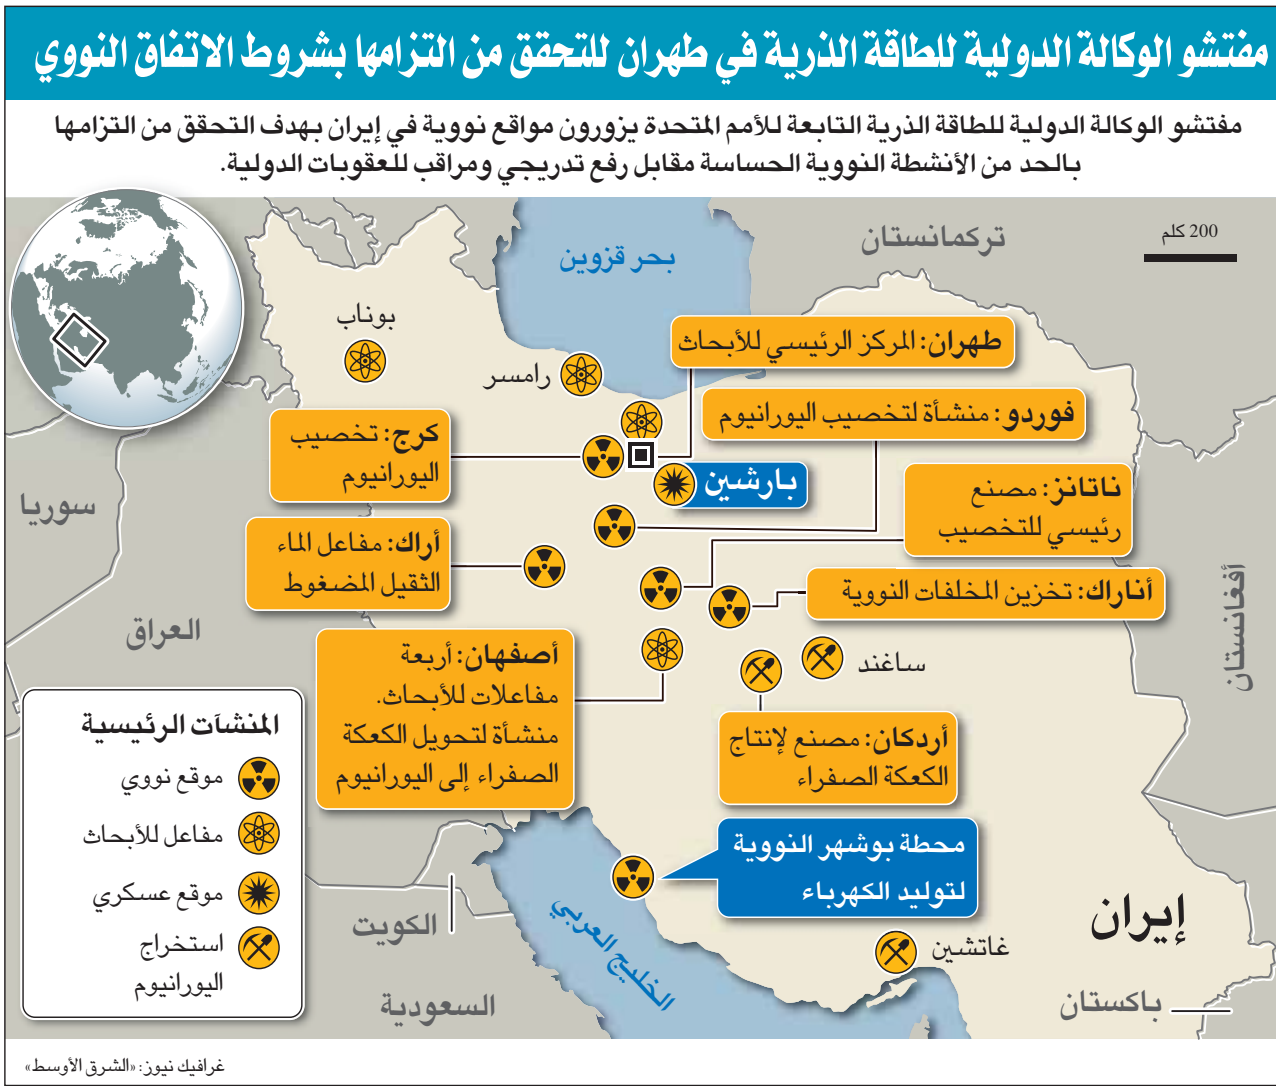 مفتشو الوكالة الدولية للطاقة الذرية في طهران للتحقق من التزامها بشروط الاتفاق النووي
مفتشو الوكالة الدولية للطاقة الذرية التابعة للأمم المتحدة يزورون مواقع نووية في إيران بهدف التحقق من التزامها
بالحد من الأنشطة النووية الحساسة مقابل رفع تدريجي ومراقب للعقوبات الدولية.
200 كلم
تركمانستان
بحر قزوين
بوناب
رامسر
طهران: المركز الرئيسي للأبحاث
فوردو: منشأة لتخصيب اليورانيوم
كرج: تخصيب
اليورانيوم
بارشين
ناتانز: مصنع
رئيسي للتخصيب
سوريا
أراك: مفاعل الماء
الثقيل المضغوط
أناراك: تخزين المخلفات النووية
أفغانستان
العراق
ساغند
أصفهان: أربعة
مفاعلات للأبحاث.
منشأة لتحويل الكعكة
الصفراء إلى اليورانيوم
أردكان: مصنع لإنتاج
الكعكة الصفراء
محطة بوشهر النووية
لتوليد الكهرباء
إيران
غاتشين
باكستان
الكويت
الخليج العربي
السعودية
المنشآت الرئيسية
موقع نووي
مفاعل للأبحاث
موقع عسكري
استخراج
اليورانيوم
غرافيك نيوز: «الشرق الأوسط»